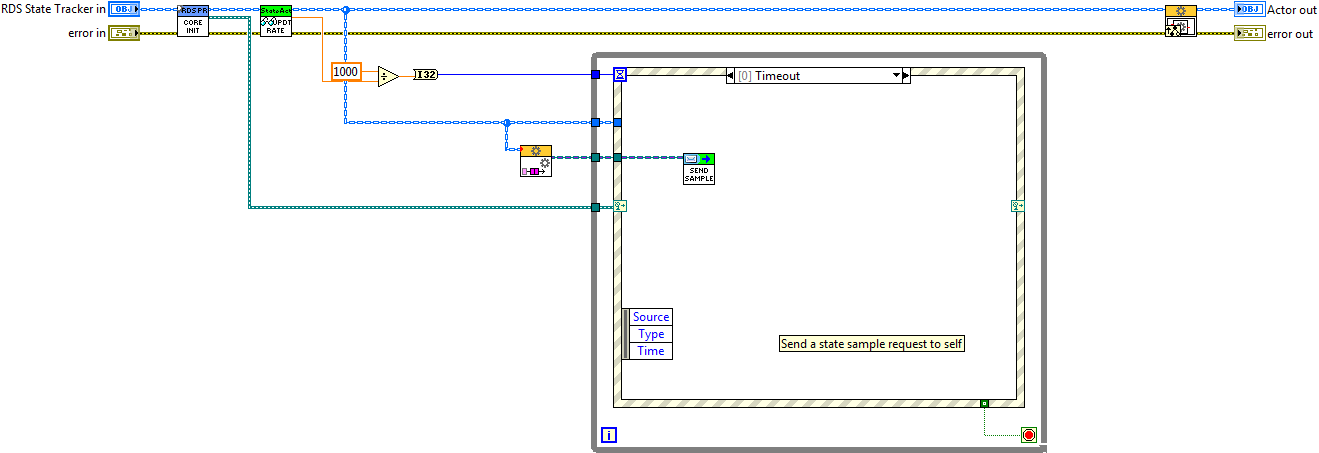 RDS State Tracker in
OBJ
RDS PR
CORE
INIT
StateAct
UPDT
RATE
OBJ
Actor out
error in
error out
1000
I32
[0] Timeout
SEND
SAMPLE
Source
Type
Time
Send a state sample request to self
i